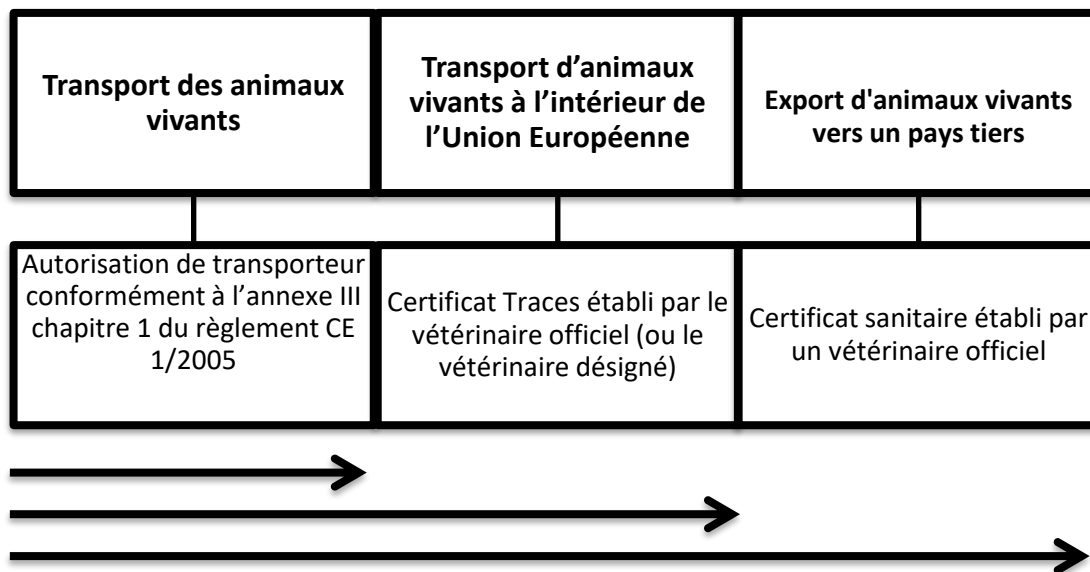 Transport des animaux
vivants
Transport d’animaux
vivants à l’intérieur de
l’Union Européenne
Export d'animaux vivants
vers un pays tiers
Autorisation de transporteur
conformément à l’annexe III
chapitre 1 du règlement CE
1/2005
Certificat Traces établi par le
vétérinaire officiel (ou le
vétérinaire désigné)
Certificat sanitaire établi par
un vétérinaire officiel